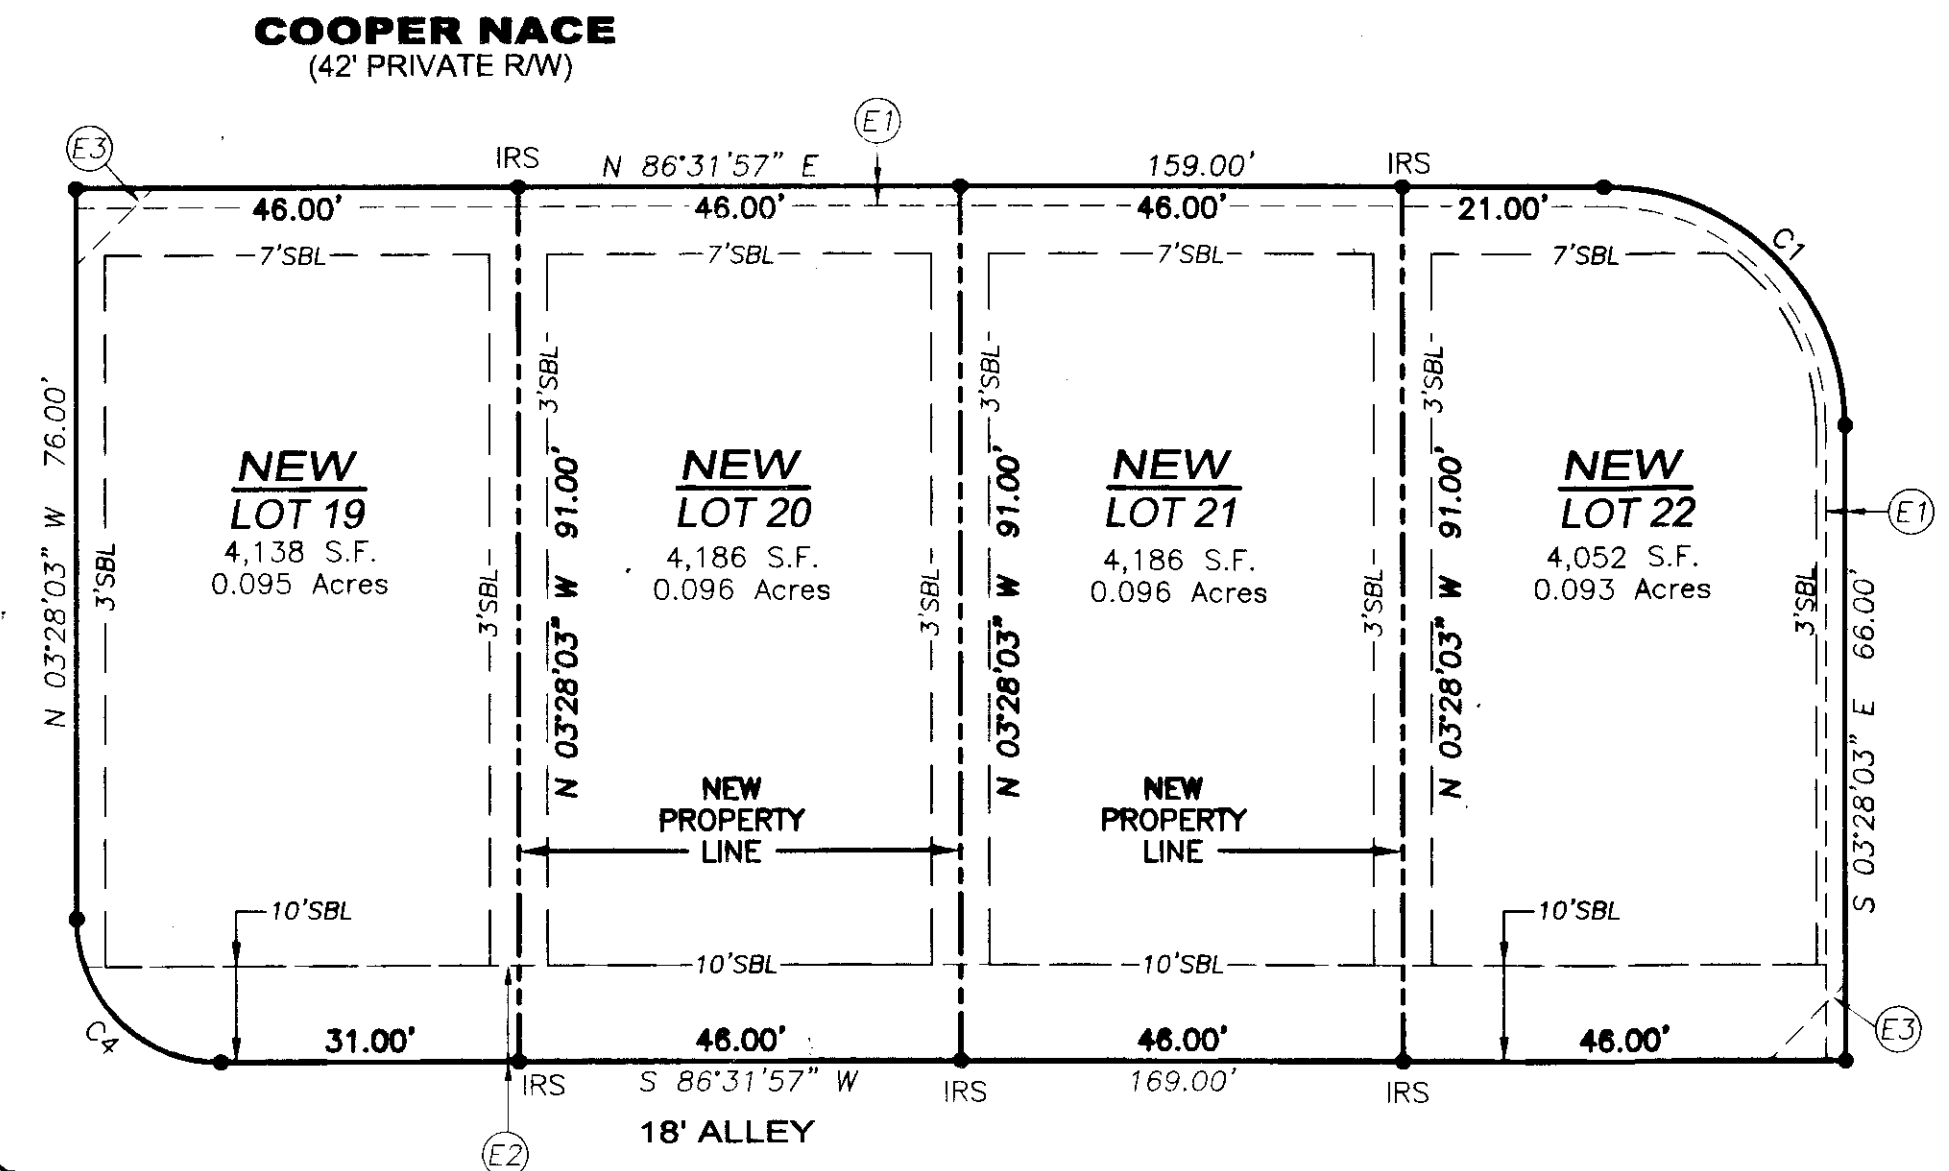 COOPER NACE
(42' PRIVATE R/W)
E3
E1
IRS
N 86°31'57" E
159.00'
IRS
46.00'
46.00'
46.00'
21.00'
C1
7'SBL
7'SBL
7'SBL
7'SBL
N 03°28'03" W 76.00'
3'SBL
3'SBL
3'SBL
3'SBL
3'SBL
3'SBL
3'SBL
3'SBL
N 03°28'03" W 91.00'
N 03°28'03" W 91.00'
N 03°28'03" W 91.00'
S 03°28'03" E 66.00'
NEW
LOT 19
4,138 S.F.
0.095 Acres
NEW
LOT 20
4,186 S.F.
0.096 Acres
NEW
LOT 21
4,186 S.F.
0.096 Acres
NEW
LOT 22
4,052 S.F.
0.093 Acres
E1
NEW
PROPERTY
LINE
NEW
PROPERTY
LINE
10'SBL
10'SBL
10'SBL
10'SBL
C4
31.00'
46.00'
46.00'
46.00'
E3
IRS
S 86°31'57" W
IRS
169.00'
IRS
18' ALLEY
E2